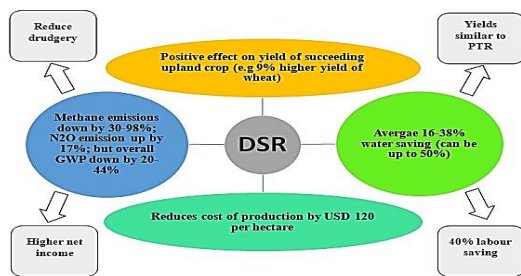 Reduce
drudgery
Yields
similar to
PTR
Positive effect on yield of succeeding
upland crop (e.g 9% higher yield of
wheat)
Methane emissions
down by 30-98%;
N2O emission up by
17%; but overall
GWP down by 20-
44%
DSR
Avergae 16-38%
water saving (can be
up to 50%)
Reduces cost of production by USD 120
per hectare
Higher net
income
40% labour
saving